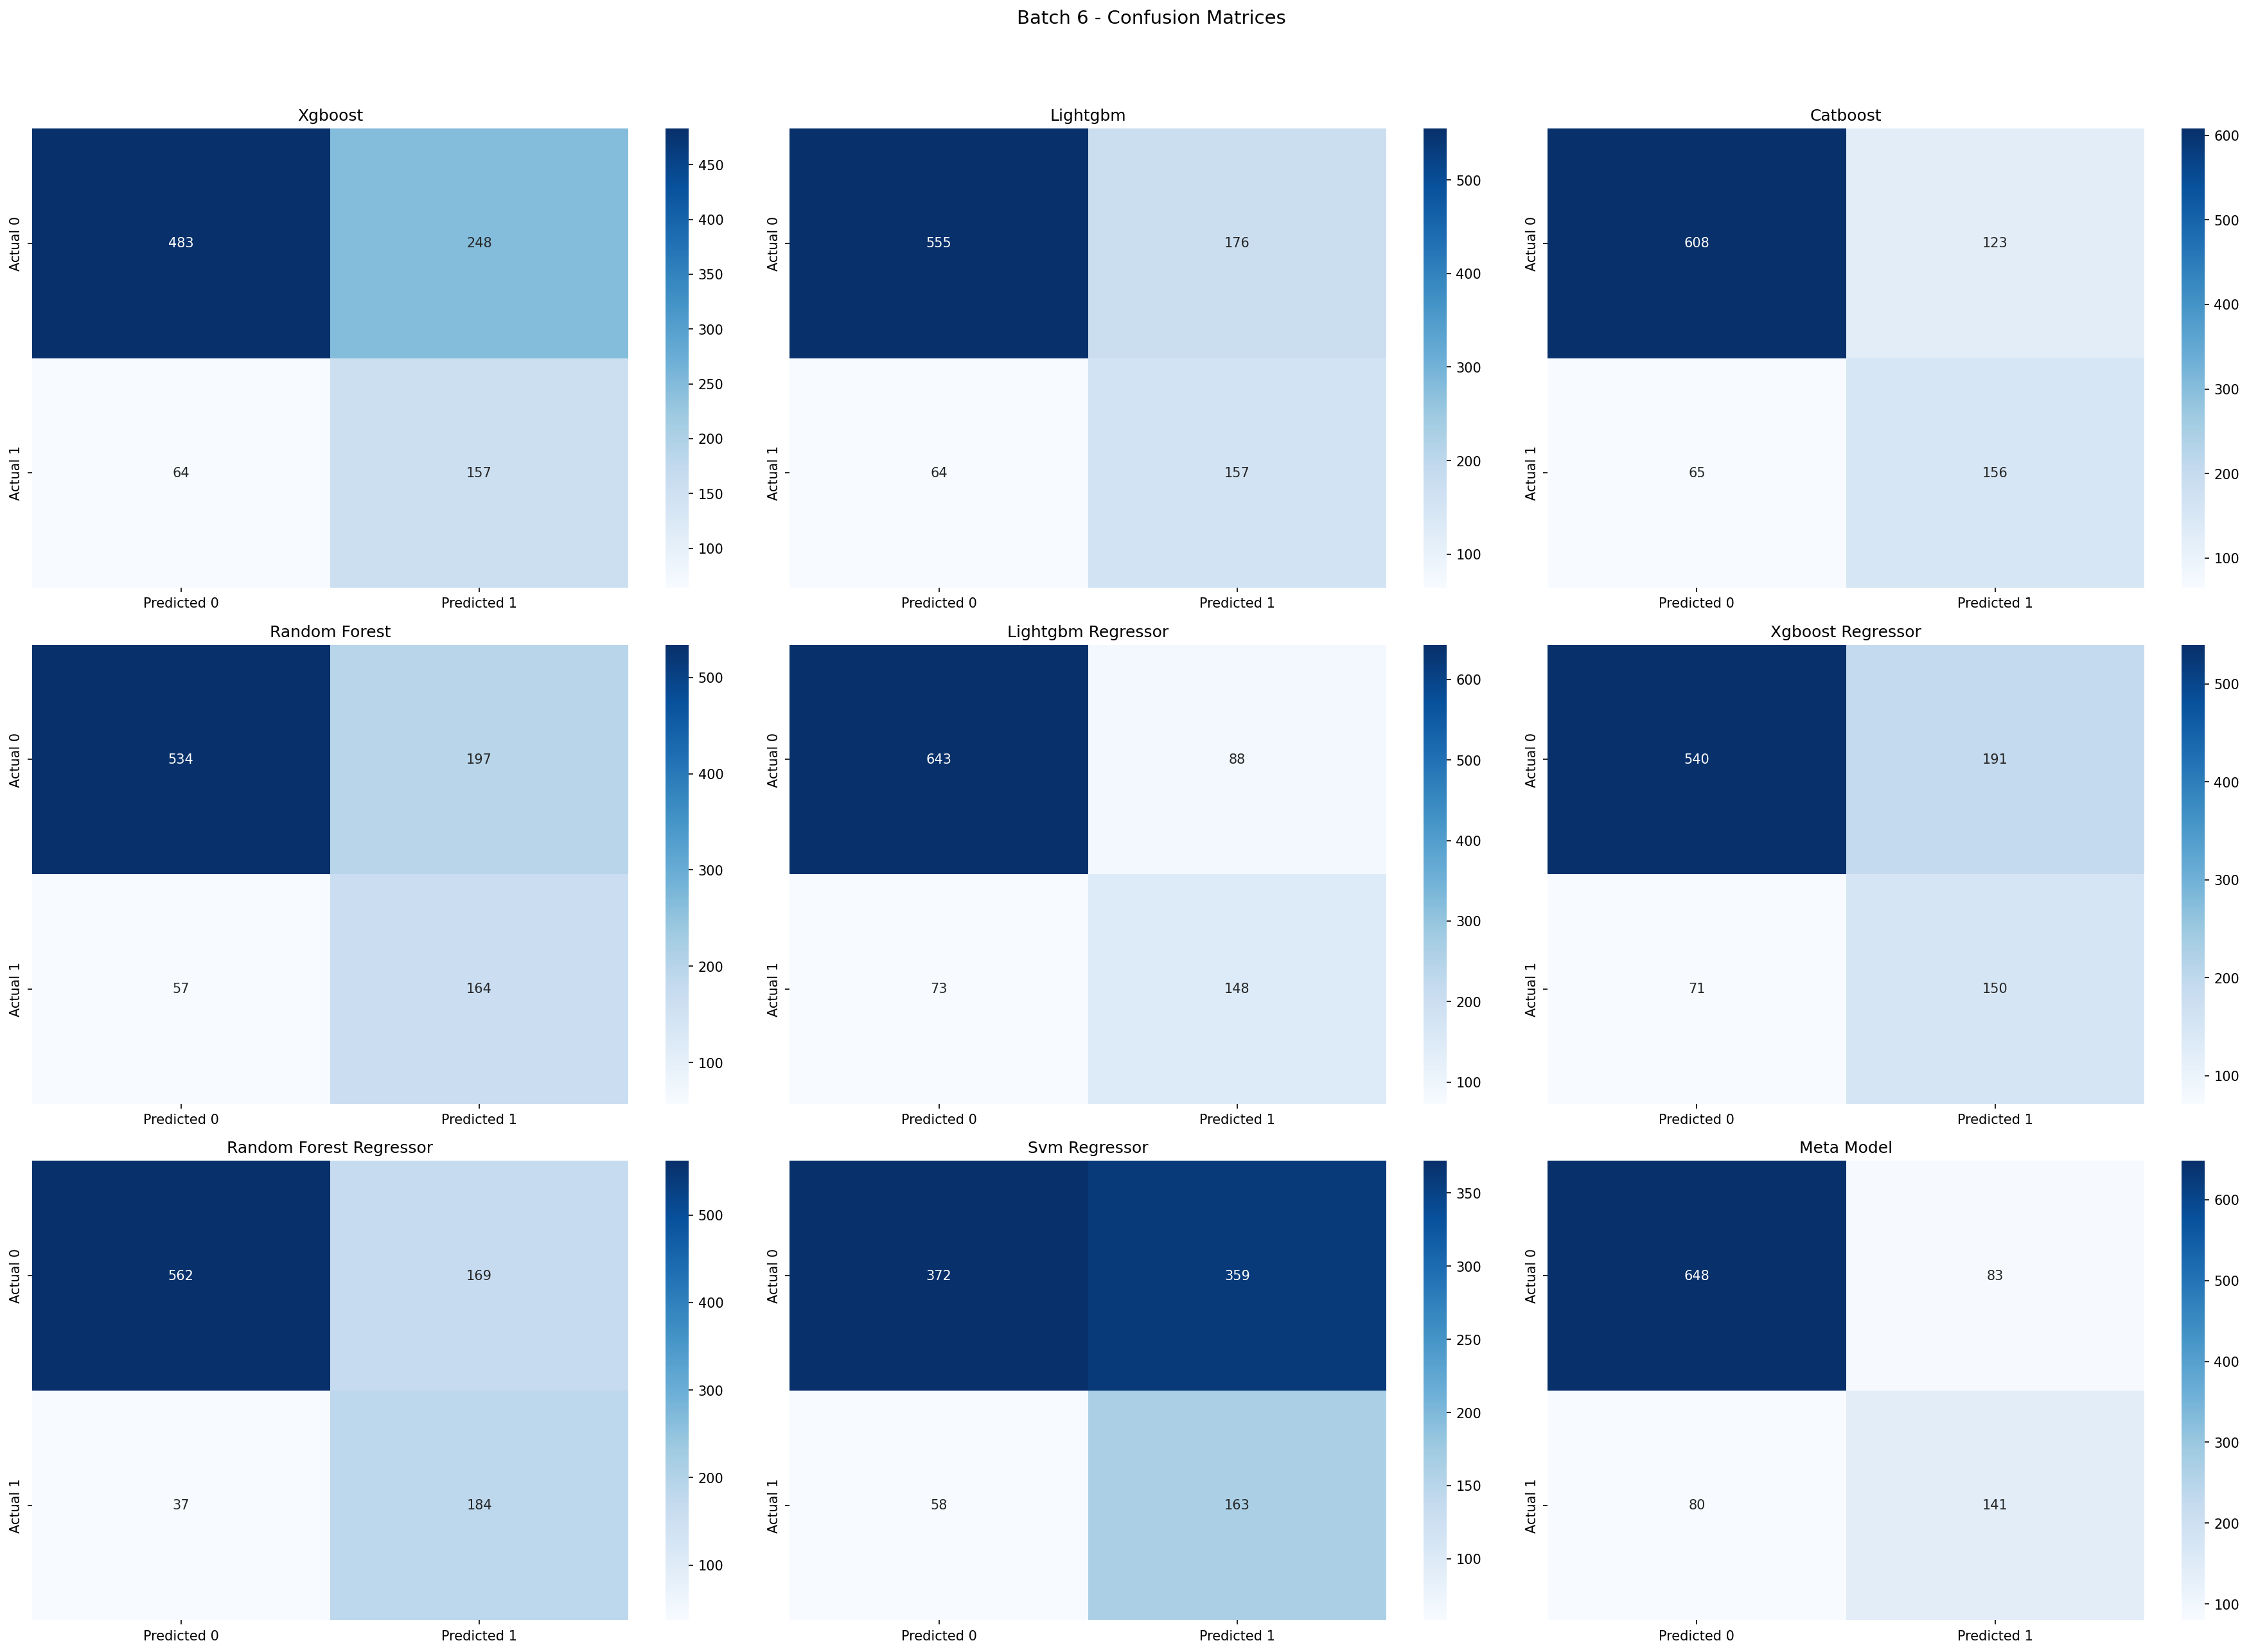 Batch 6 - Confusion Matrices
Xgboost
Actual 0
Actual 1
483
248
64
157
Predicted 0
Predicted 1
450
400
350
300
250
200
150
100
Lightgbm
Actual 0
Actual 1
555
176
64
157
Predicted 0
Predicted 1
500
400
300
200
100
Catboost
Actual 0
Actual 1
608
123
65
156
Predicted 0
Predicted 1
600
500
400
300
200
100
Random Forest
Actual 0
Actual 1
534
197
57
164
Predicted 0
Predicted 1
500
400
300
200
100
Lightgbm Regressor
Actual 0
Actual 1
643
88
73
148
Predicted 0
Predicted 1
600
500
400
300
200
100
Xgboost Regressor
Actual 0
Actual 1
540
191
71
150
Predicted 0
Predicted 1
500
400
300
200
100
Random Forest Regressor
Actual 0
Actual 1
562
169
37
184
Predicted 0
Predicted 1
500
400
300
200
100
Svm Regressor
Actual 0
Actual 1
372
359
58
163
Predicted 0
Predicted 1
350
300
250
200
150
100
Meta Model
Actual 0
Actual 1
648
83
80
141
Predicted 0
Predicted 1
600
500
400
300
200
100